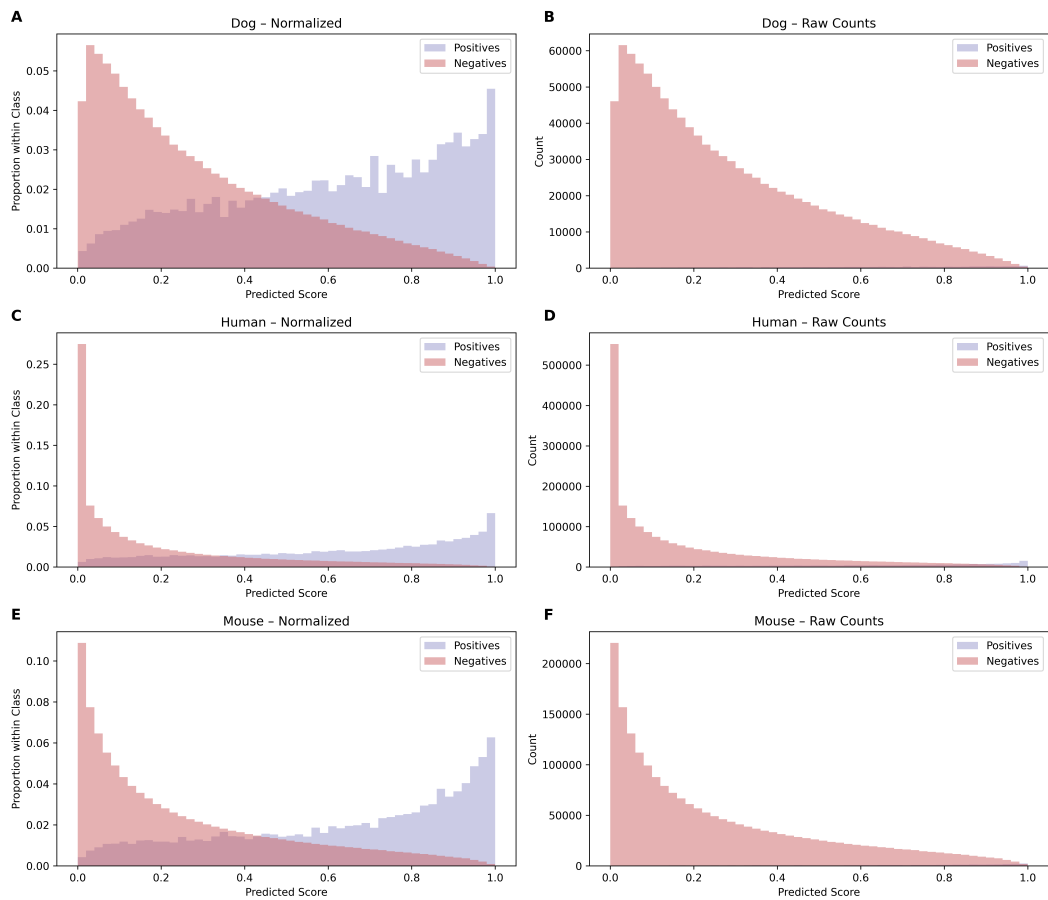 A
Dog – Normalized
Proportion within Class
0.05
0.04
0.03
0.02
0.01
0.00
0.0 0.2 0.4 0.6 0.8 1.0
Predicted Score
Positives
Negatives
B
Dog – Raw Counts
Count
60000
50000
40000
30000
20000
10000
0
0.0 0.2 0.4 0.6 0.8 1.0
Predicted Score
Positives
Negatives
C
Human – Normalized
Proportion within Class
0.25
0.20
0.15
0.10
0.05
0.00
0.0 0.2 0.4 0.6 0.8 1.0
Predicted Score
Positives
Negatives
D
Human – Raw Counts
Count
500000
400000
300000
200000
100000
0
0.0 0.2 0.4 0.6 0.8 1.0
Predicted Score
Positives
Negatives
E
Mouse – Normalized
Proportion within Class
0.10
0.08
0.06
0.04
0.02
0.00
0.0 0.2 0.4 0.6 0.8 1.0
Predicted Score
Positives
Negatives
F
Mouse – Raw Counts
Count
200000
150000
100000
50000
0
0.0 0.2 0.4 0.6 0.8 1.0
Predicted Score
Positives
Negatives